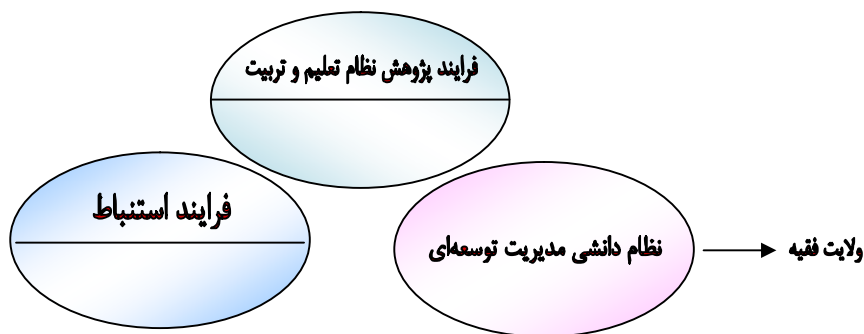 فرایند پژوهش نظام تعلیم و تربیت
فرایند استنباط
نظام دانشی مدیریت توسعه‌ای
ولایت فقیه